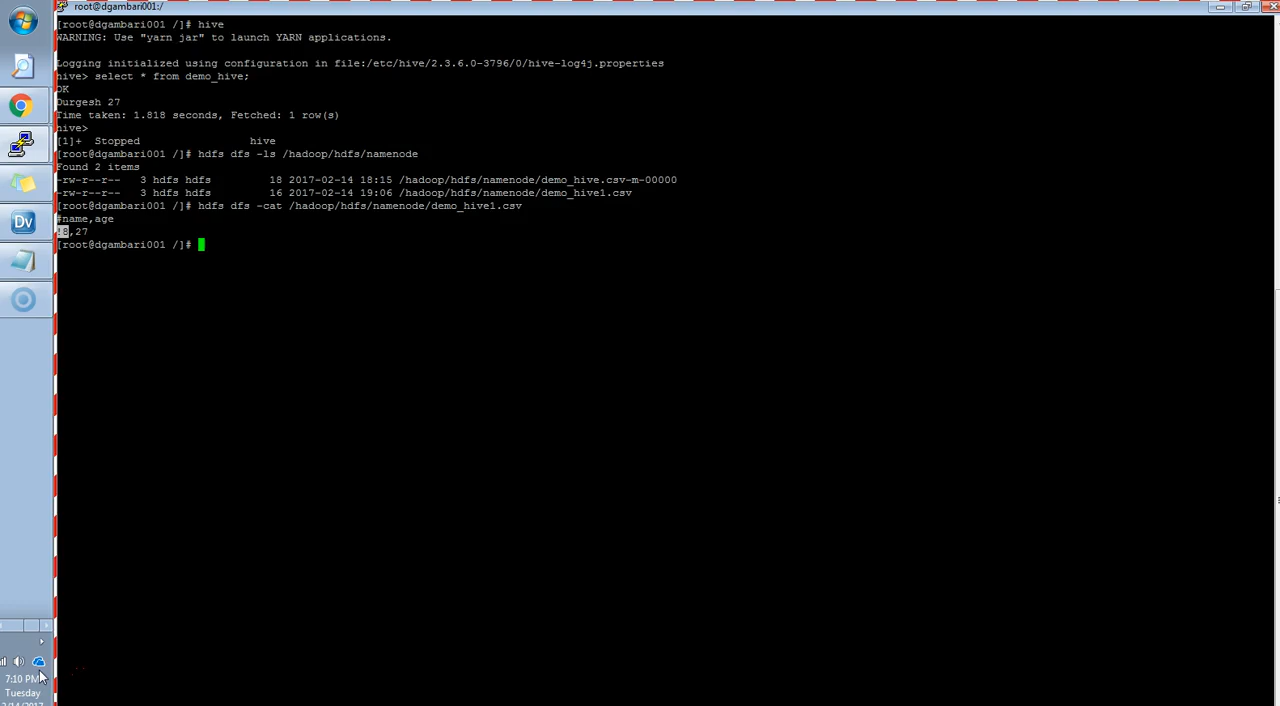 root@dgambari001:/
[root@dgambari001 /]# hive
WARNING: Use "yarn jar" to launch YARN applications.
Logging initialized using configuration in file:/etc/hive/2.3.6.0-3796/0/hive-log4j.properties
hive> select * from demo_hive;
OK
Durgesh 27
Time taken: 1.818 seconds, Fetched: 1 row(s)
hive>
[1]+  Stopped                 hive
[root@dgambari001 /]# hdfs dfs -ls /hadoop/hdfs/namenode
Found 2 items
-rw-r--r--   3 hdfs hdfs         18 2017-02-14 18:15 /hadoop/hdfs/namenode/demo_hive.csv-m-00000
-rw-r--r--   3 hdfs hdfs         16 2017-02-14 19:06 /hadoop/hdfs/namenode/demo_hive1.csv
[root@dgambari001 /]# hdfs dfs -cat /hadoop/hdfs/namenode/demo_hive1.csv
#name,age
!8,27
[root@dgambari001 /]#
Dv
7:10 PM
Tuesday